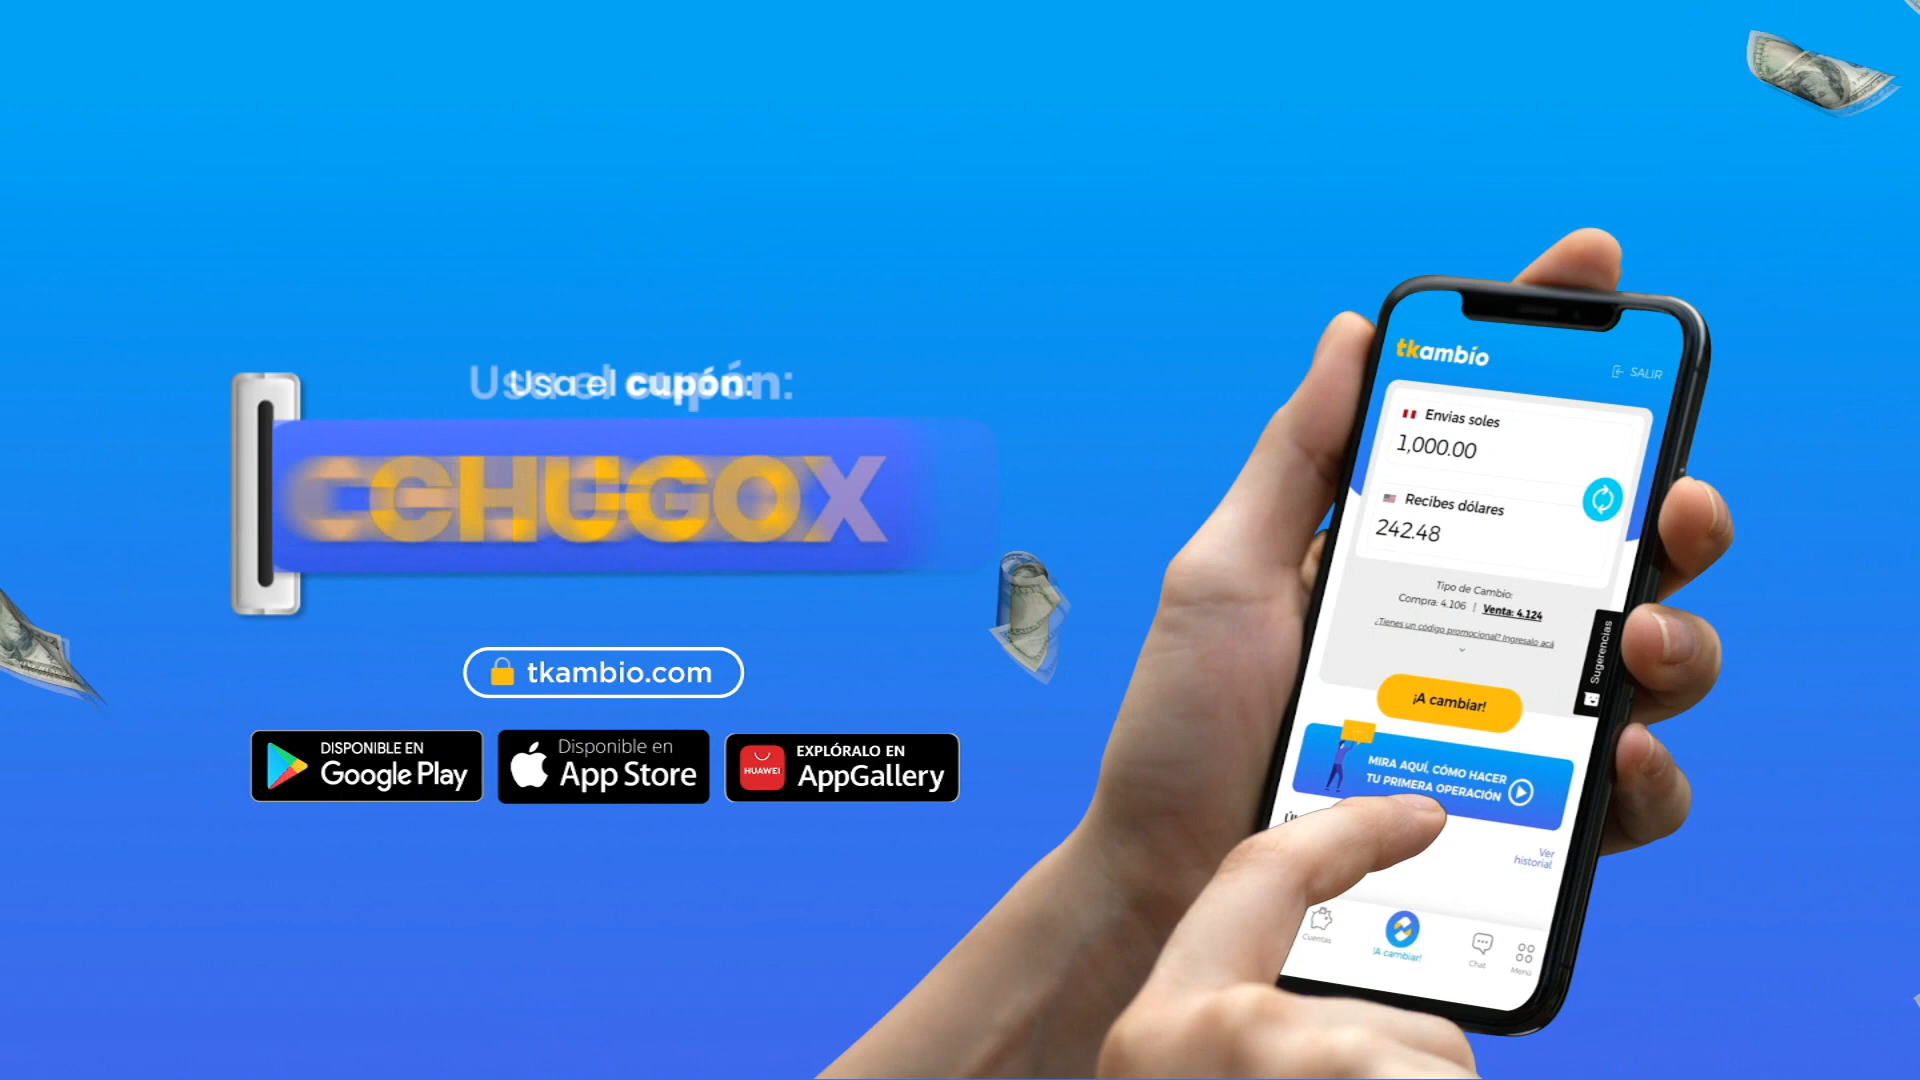 Usa el cupón:
CHUGOX
tkambio.com
DISPONIBLE EN
Google Play
Disponible en
App Store
HUAWEI
EXPLÓRALO EN
AppGallery
tkambio
SALIR
Envias soles
1,000.00
Recibes dólares
242.48
Tipo de Cambio:
Compra: 4.106 | Venta: 4.124
¿Tienes un código promocional? Ingresalo acá
Sugerencias
¡A cambiar!
MIRA AQUÍ, CÓMO HACER
TU PRIMERA OPERACIÓN
Ver
historial
Cuentas
¡A cambiar!
Chat
Menú